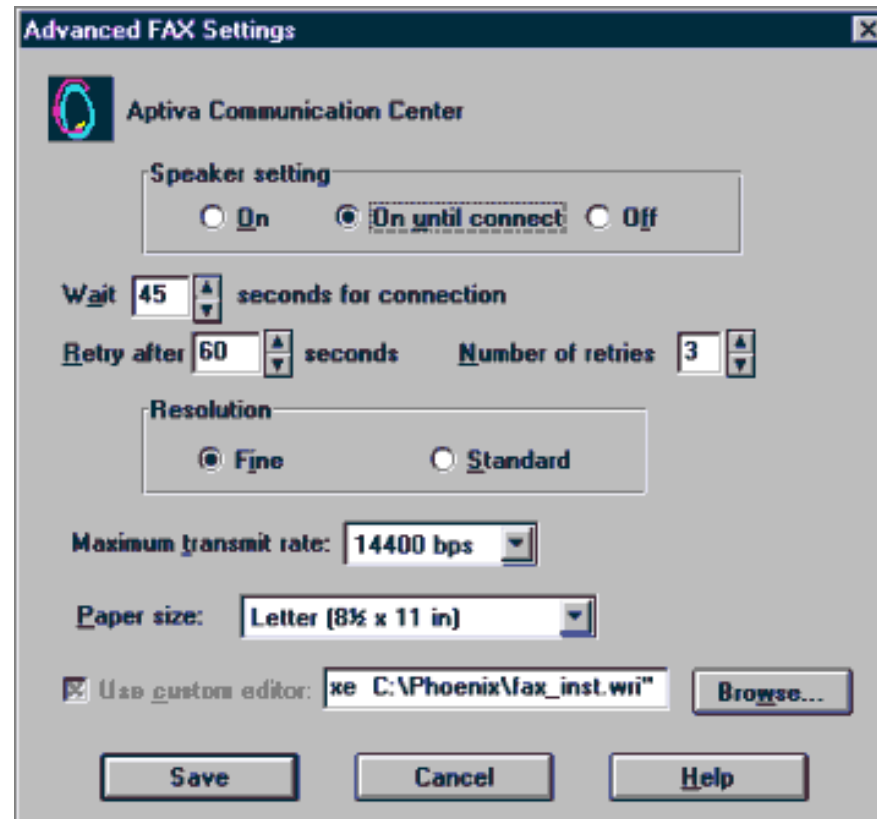 Advanced FAX Settings
Aptiva Communication Center
Speaker setting
On On until connect Off
Wait 45 seconds for connection
Retry after 60 seconds Number of retries 3
Resolution
Fine Standard
Maximum transmit rate: 14400 bps
Paper size: Letter (8½ x 11 in)
Use custom editor: xe C:\Phoenix\fax_inst.wri" Browse...
Save Cancel Help